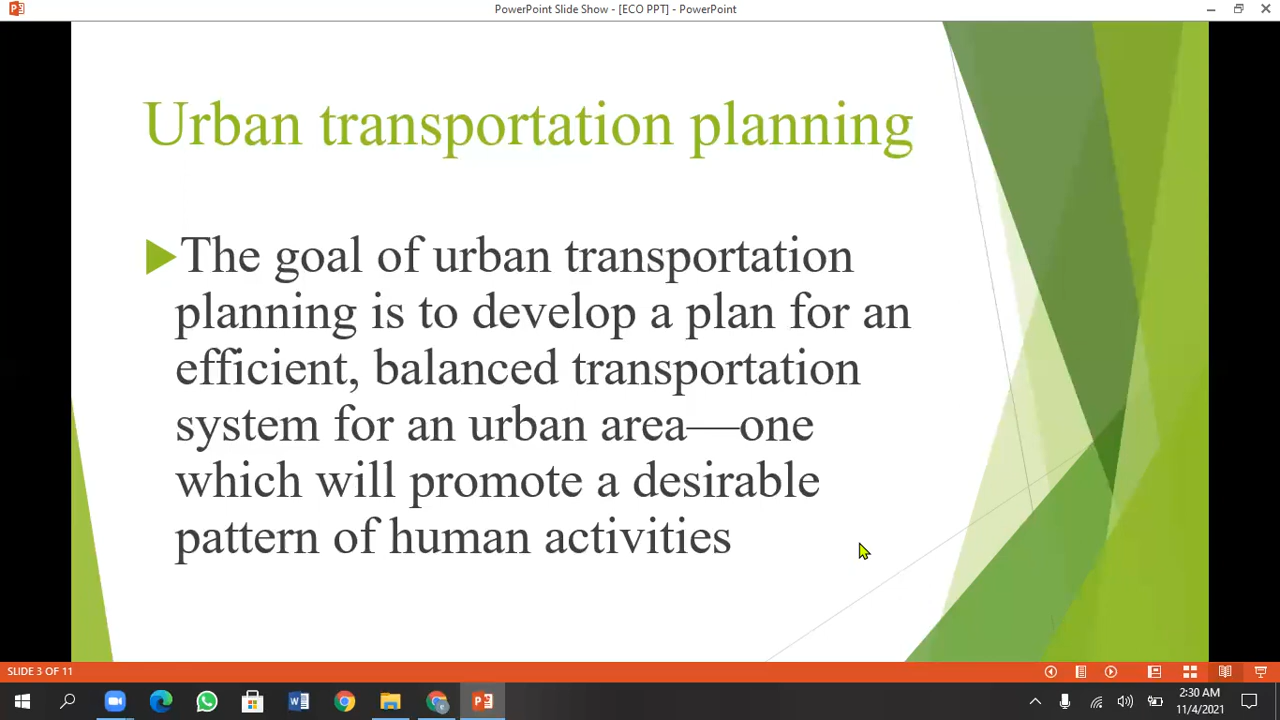 PowerPoint Slide Show - [ECO PPT] - PowerPoint
Urban transportation planning
The goal of urban transportation
planning is to develop a plan for an
efficient, balanced transportation
system for an urban area—one
which will promote a desirable
pattern of human activities
SLIDE 3 OF 11
2:30 AM
11/4/2021